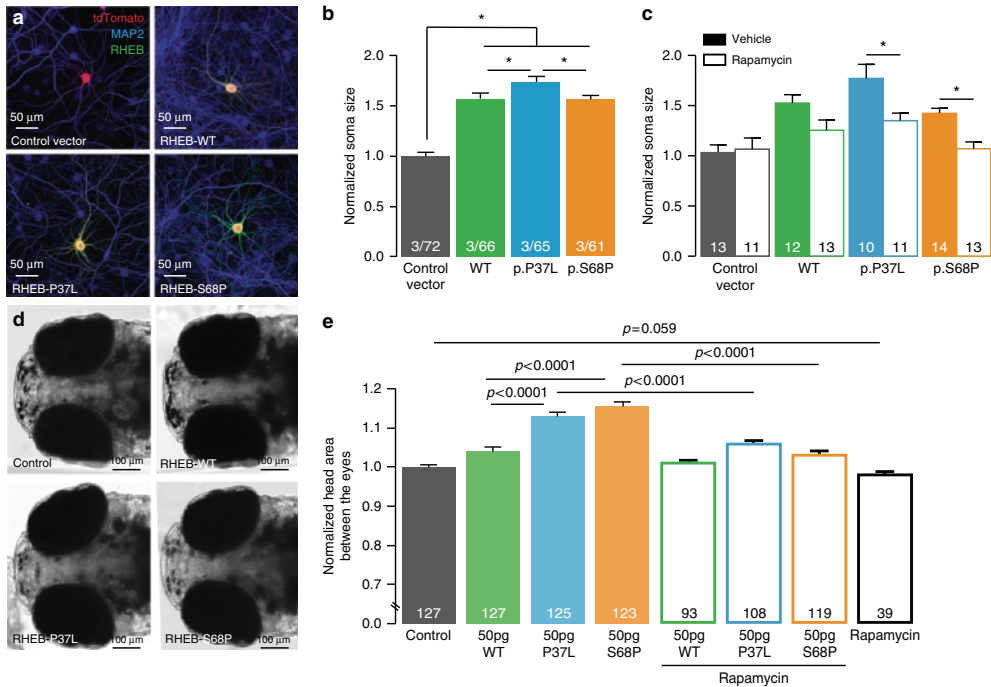 a
tdTomato
MAP2
RHEB
50 μm
Control vector
50 μm
RHEB-WT
50 μm
RHEB-P37L
50 μm
RHEB-S68P
b
Normalized soma size
2.0
1.5
1.0
0.5
0.0
*
*
*
3/72
3/66
3/65
3/61
Control
vector
WT
p.P37L
p.S68P
c
Normalized soma size
2.0
1.5
1.0
0.5
0.0
Vehicle
Rapamycin
*
*
13
11
12
13
10
11
14
13
Control
vector
WT
p.P37L
p.S68P
d
Control
100 μm
RHEB-WT
100 μm
RHEB-P37L
100 μm
RHEB-S68P
100 μm
e
Normalized head area
between the eyes
1.2
1.1
1.0
0.9
0.8
0.7
0.0
p=0.059
p<0.0001
p<0.0001
p<0.0001
p<0.0001
127
127
125
123
93
108
119
39
Control
50pg
WT
50pg
P37L
50pg
S68P
50pg
WT
50pg
P37L
50pg
S68P
Rapamycin
Rapamycin